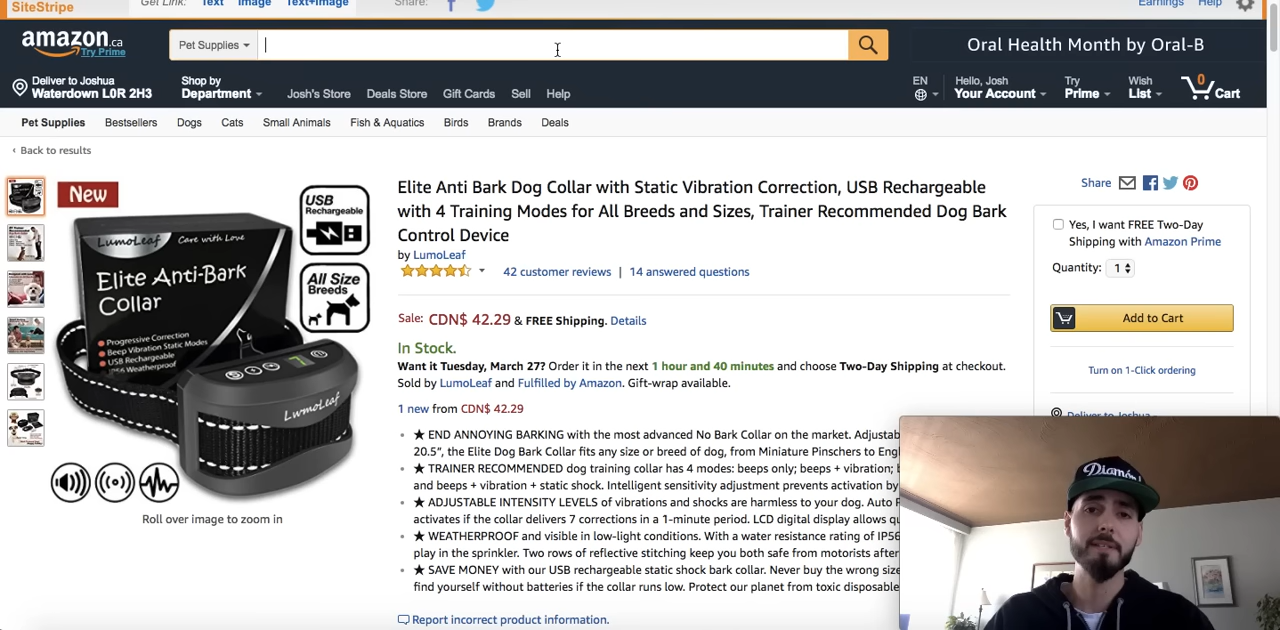 SiteStripe
Get Link: Text Image Text+Image
Share:
Earnings Help
amazon.ca
Try Prime
Pet Supplies
Oral Health Month by Oral-B
Deliver to Joshua
Waterdown L0R 2H3
Shop by
Department
Josh's Store Deals Store Gift Cards Sell Help
EN
Hello, Josh
Your Account
Try
Prime
Wish
List
0
Cart
Pet Supplies Bestsellers Dogs Cats Small Animals Fish & Aquatics Birds Brands Deals
‹ Back to results
New
USB
Rechargeable
All Size
Breeds
LumoLeaf Care with Love
Elite Anti-Bark
Collar
Progressive Correction
Beep Vibration Static Modes
USB Rechargeable
IP56 Weatherproof
LumoLeaf
Roll over image to zoom in
Elite Anti Bark Dog Collar with Static Vibration Correction, USB Rechargeable
with 4 Training Modes for All Breeds and Sizes, Trainer Recommended Dog Bark
Control Device
by LumoLeaf
42 customer reviews | 14 answered questions
Sale: CDN$ 42.29 & FREE Shipping. Details
In Stock.
Want it Tuesday, March 27? Order it in the next 1 hour and 40 minutes and choose Two-Day Shipping at checkout.
Sold by LumoLeaf and Fulfilled by Amazon. Gift-wrap available.
1 new from CDN$ 42.29
★ END ANNOYING BARKING with the most advanced No Bark Collar on the market. Adjustab
20.5", the Elite Dog Bark Collar fits any size or breed of dog, from Miniature Pinschers to Engl
★ TRAINER RECOMMENDED dog training collar has 4 modes: beeps only; beeps + vibration; b
and beeps + vibration + static shock. Intelligent sensitivity adjustment prevents activation by
★ ADJUSTABLE INTENSITY LEVELS of vibrations and shocks are harmless to your dog. Auto P
activates if the collar delivers 7 corrections in a 1-minute period. LCD digital display allows qu
★ WEATHERPROOF and visible in low-light conditions. With a water resistance rating of IP56
play in the sprinkler. Two rows of reflective stitching keep you both safe from motorists after
★ SAVE MONEY with our USB rechargeable static shock bark collar. Never buy the wrong size
find yourself without batteries if the collar runs low. Protect our planet from toxic disposable
Report incorrect product information.
Share
Yes, I want FREE Two-Day
Shipping with Amazon Prime
Quantity: 1
Add to Cart
Turn on 1-Click ordering
Deliver to Joshua
Diamond